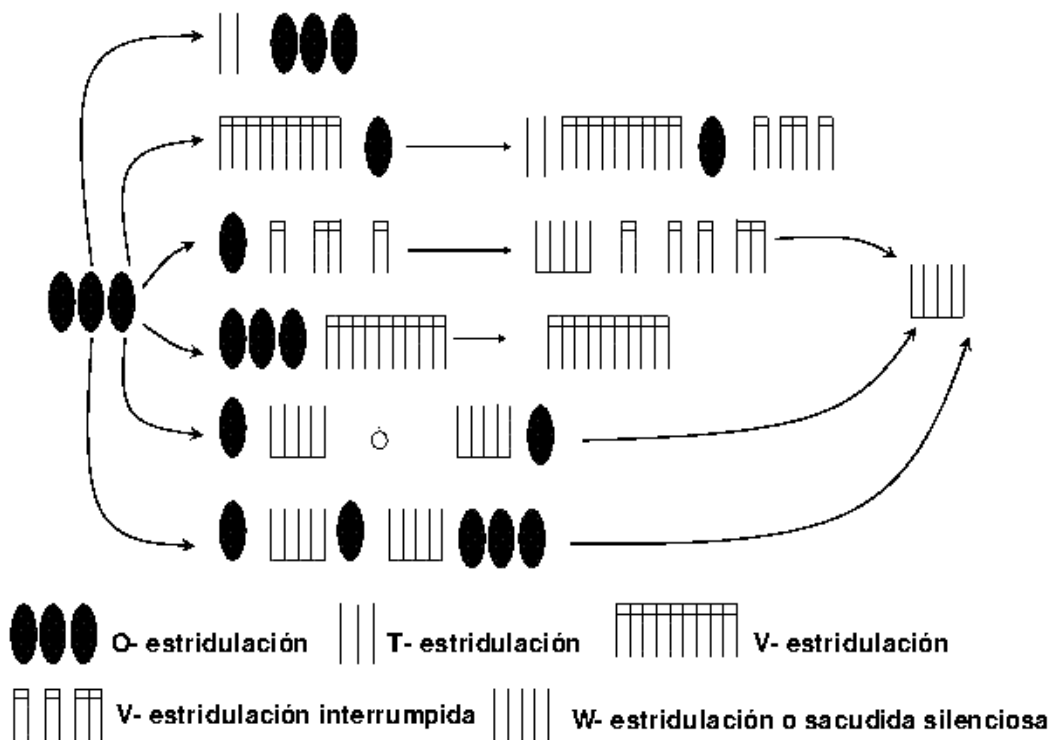 O- estridulación
T- estridulación
V- estridulación
V- estridulación interrumpida
W- estridulación o sacudida silenciosa